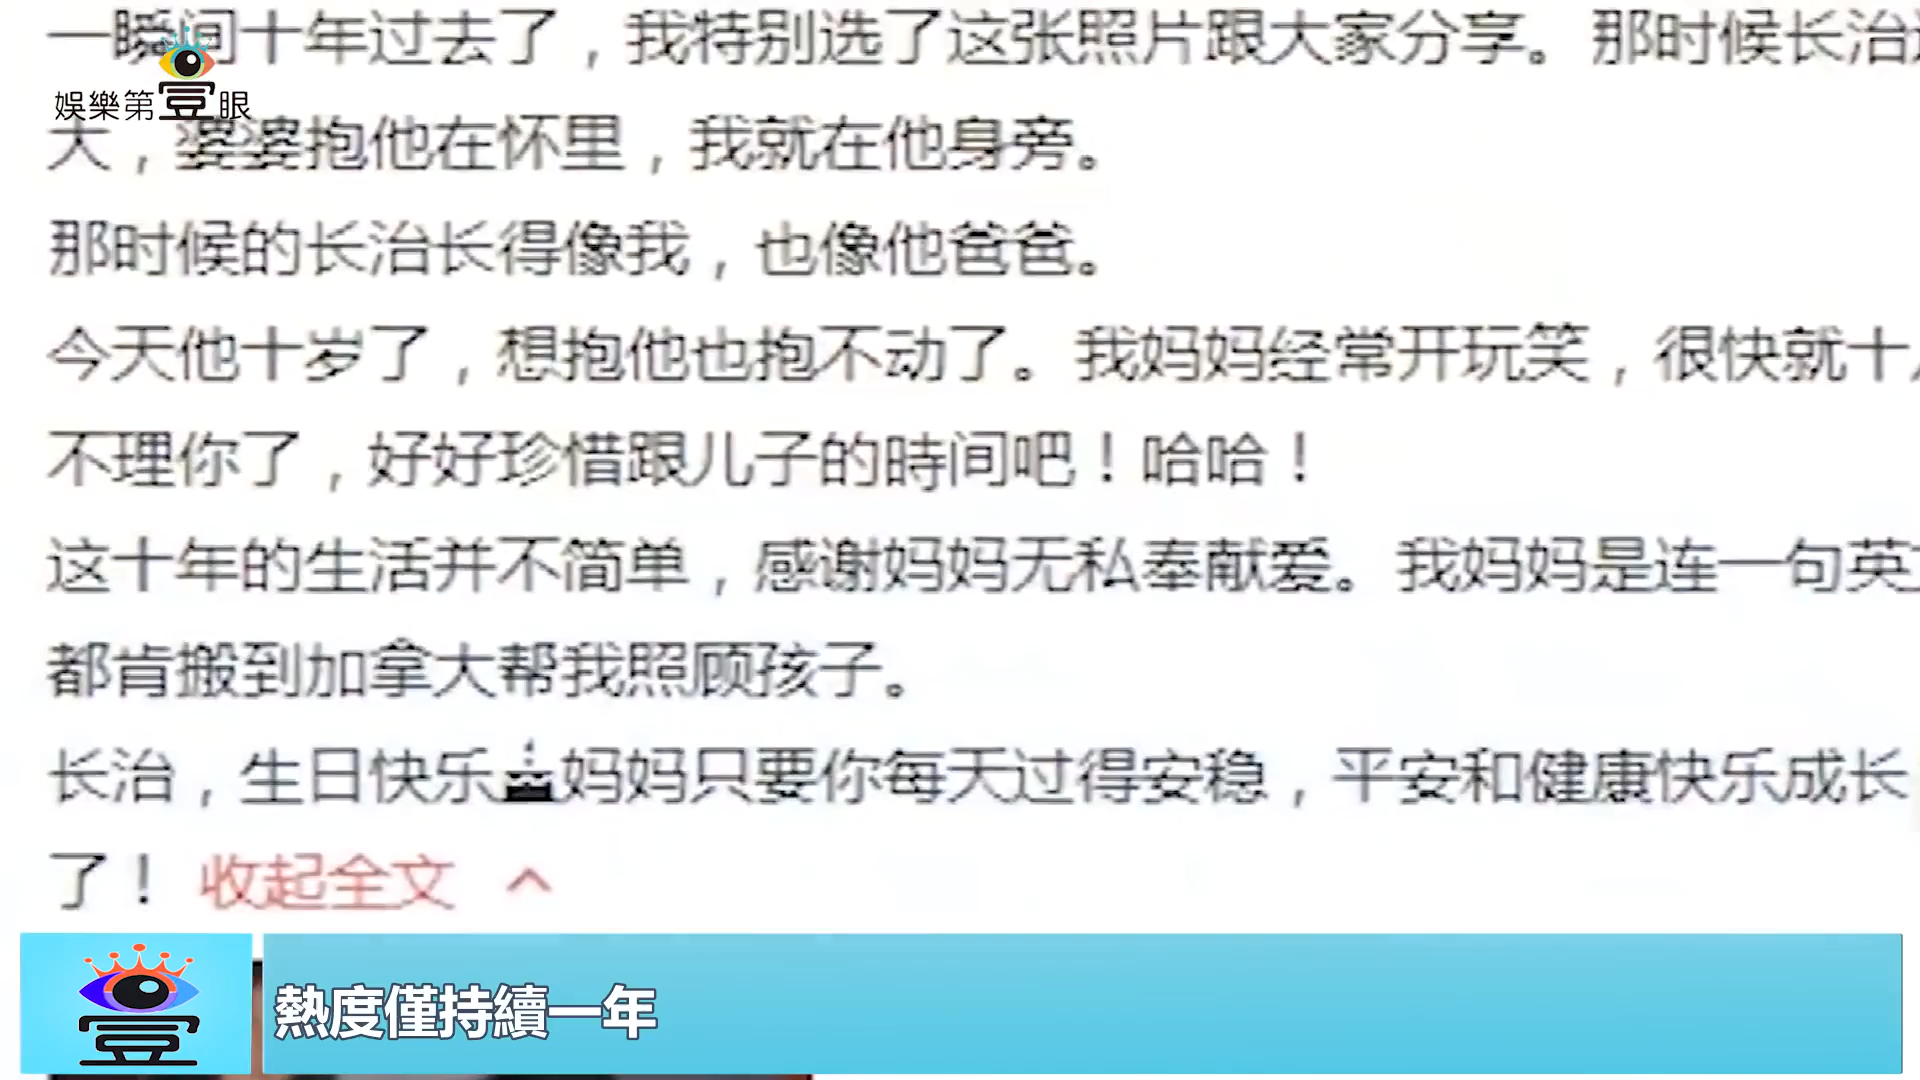 一瞬间十年过去了，我特别选了这张照片跟大家分享。那时候长治
娛樂第壹眼
大，婆婆抱他在怀里，我就在他身旁。
那时候的长治长得像我，也像他爸爸。
今天他十岁了，想抱他也抱不动了。我妈妈经常开玩笑，很快就十
不理你了，好好珍惜跟儿子的時间吧！哈哈！
这十年的生活并不简单，感谢妈妈无私奉献爱。我妈妈是连一句英
都肯搬到加拿大帮我照顾孩子。
长治，生日快乐🎂妈妈只要你每天过得安稳，平安和健康快乐成长
了！ 收起全文 ^
壹
熱度僅持續一年